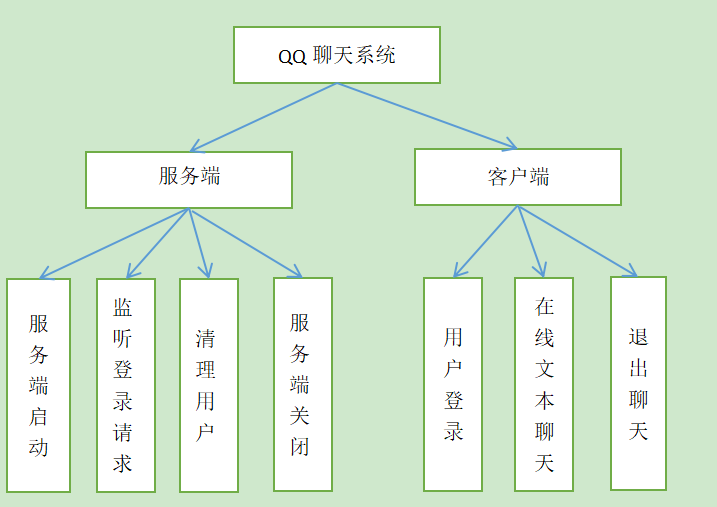 QQ 聊天系统
服务端
客户端
服务端启动
监听登录请求
清理用户
服务端关闭
用户登录
在线文本聊天
退出聊天